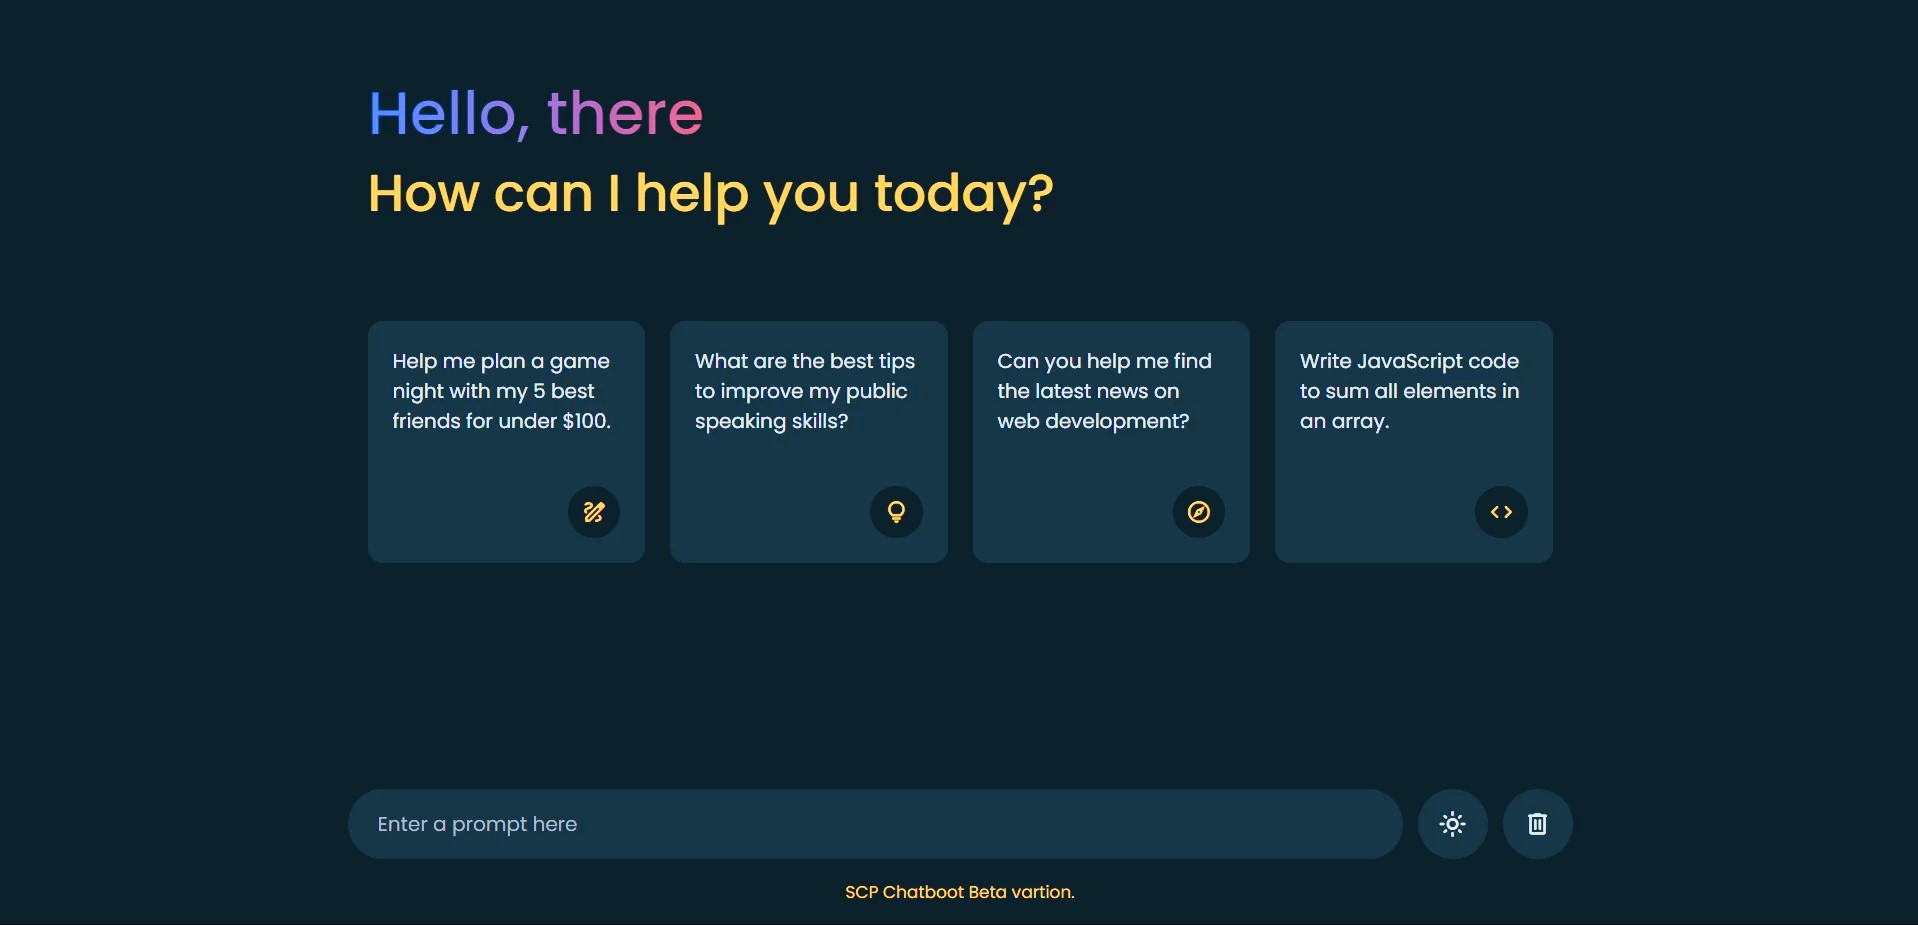 Hello, there
How can I help you today?
Help me plan a game
night with my 5 best
friends for under $100.
What are the best tips
to improve my public
speaking skills?
Can you help me find
the latest news on
web development?
Write JavaScript code
to sum all elements in
an array.
Enter a prompt here
SCP Chatboot Beta vartion.